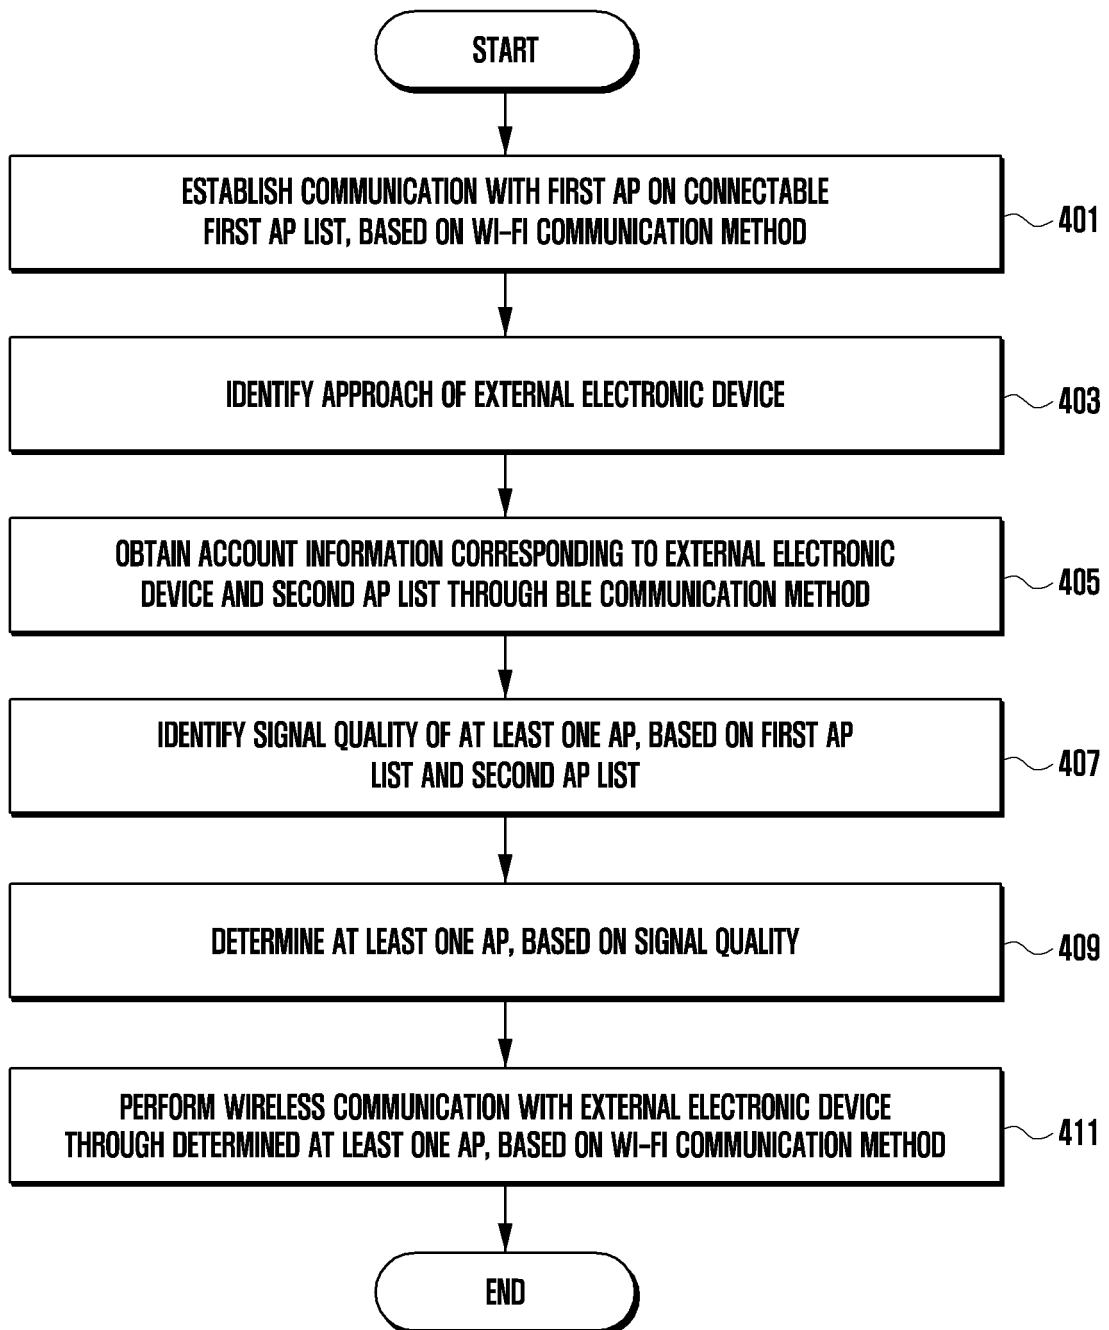 START
ESTABLISH COMMUNICATION WITH FIRST AP ON CONNECTABLE
FIRST AP LIST, BASED ON WI-FI COMMUNICATION METHOD
401
IDENTIFY APPROACH OF EXTERNAL ELECTRONIC DEVICE
403
OBTAIN ACCOUNT INFORMATION CORRESPONDING TO EXTERNAL ELECTRONIC
DEVICE AND SECOND AP LIST THROUGH BLE COMMUNICATION METHOD
405
IDENTIFY SIGNAL QUALITY OF AT LEAST ONE AP, BASED ON FIRST AP
LIST AND SECOND AP LIST
407
DETERMINE AT LEAST ONE AP, BASED ON SIGNAL QUALITY
409
PERFORM WIRELESS COMMUNICATION WITH EXTERNAL ELECTRONIC DEVICE
THROUGH DETERMINED AT LEAST ONE AP, BASED ON WI-FI COMMUNICATION METHOD
411
END